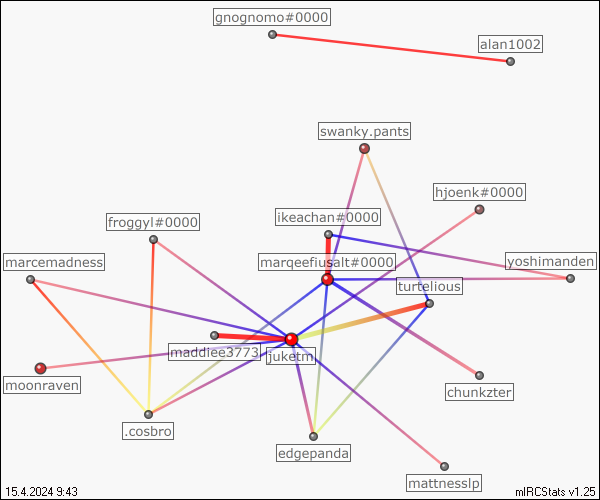 gnognomo#0000
alan1002
swanky.pants
hjoenk#0000
ikeachan#0000
froggyl#0000
marqeefiusalt#0000
yoshimanden
marcemadness
turtelious
maddiee3773
juketm
moonraven
chunkzter
.cosbro
edgepanda
mattnesslp
15.4.2024 9:43
mIRCStats v1.25